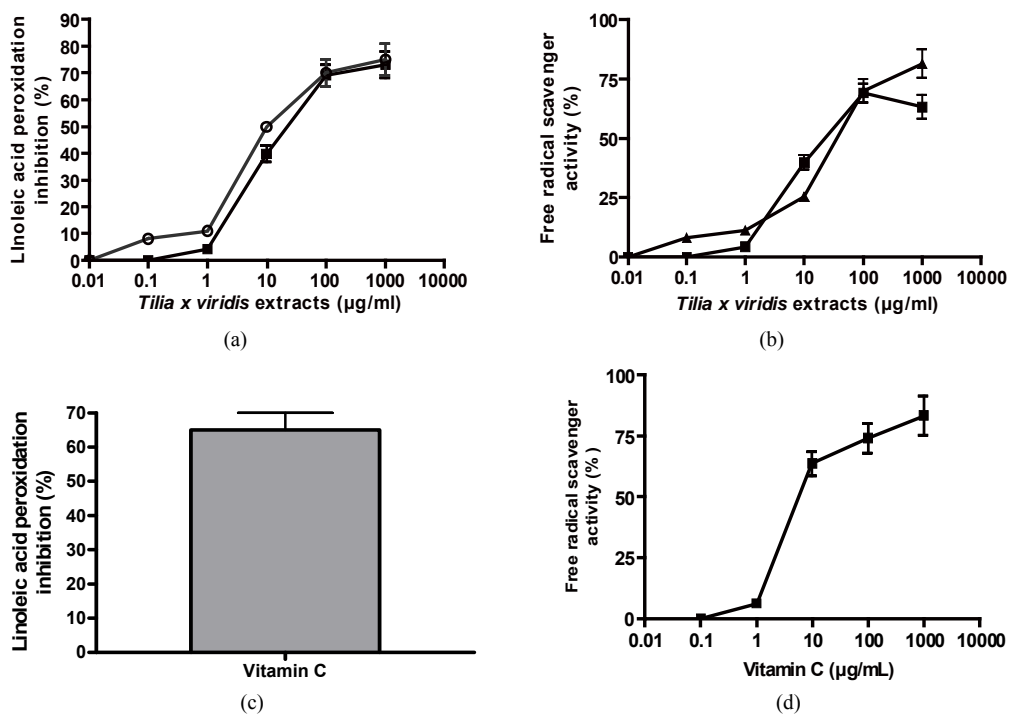 90
80
70
60
50
40
30
20
10
0
LInoleic acid peroxidation
inhibition (%)
0.01 0.1 1 10 100 1000 10000
Tilia x viridis extracts (µg/ml)
(a)
100
75
50
25
0
Free radical scavenger
activity (%)
0.01 0.1 1 10 100 1000 10000
Tilia x viridis extracts (µg/ml)
(b)
70
60
50
40
30
20
10
0
Linoleic acid peroxidation
inhibition (%)
Vitamin C
(c)
100
75
50
25
0
Free radical scavenger
activity (%)
0.01 0.1 1 10 100 1000 10000
Vitamin C (µg/mL)
(d)